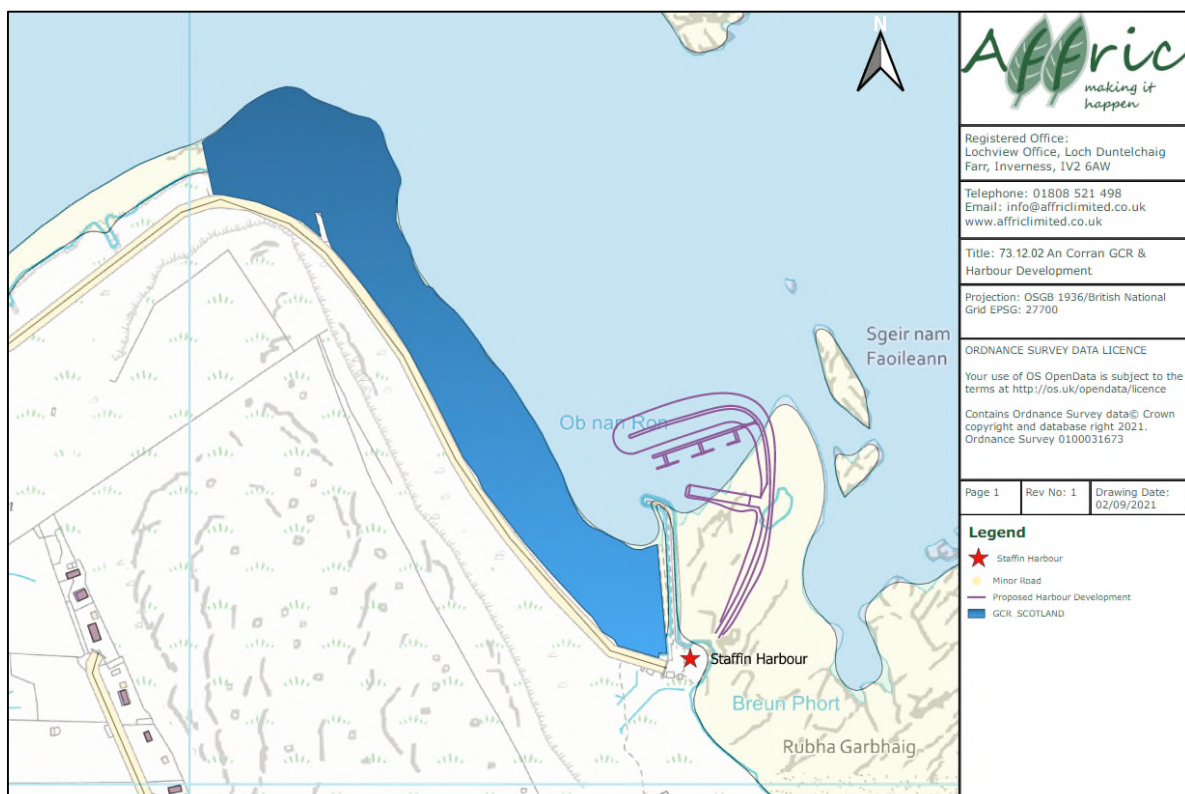 N
Sgeir nam
Faoileann
Ob nan Ron
Staffin Harbour
Breun Phort
Rubha Garbhaig
Affric
making it
happen
Registered Office:
Lochview Office, Loch Duntelchaig
Farr, Inverness, IV2 6AW
Telephone: 01808 521 498
Email: info@affriclimited.co.uk
www.affriclimited.co.uk
Title: 73.12.02 An Corran GCR &
Harbour Development
Projection: OSGB 1936/British National
Grid EPSG: 27700
ORDNANCE SURVEY DATA LICENCE
Your use of OS OpenData is subject to the
terms at http://os.uk/opendata/licence
Contains Ordnance Survey data© Crown
copyright and database right 2021.
Ordnance Survey 0100031673
Page 1
Rev No: 1
Drawing Date:
02/09/2021
Legend
Staffin Harbour
Minor Road
Proposed Harbour Development
GCR_SCOTLAND